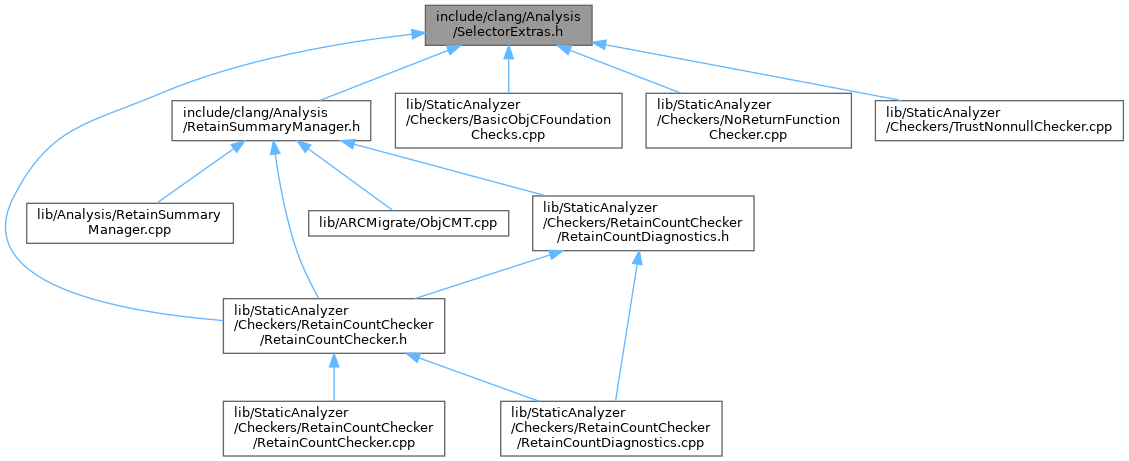 include/clang/Analysis
/SelectorExtras.h
include/clang/Analysis
/RetainSummaryManager.h
lib/StaticAnalyzer
/Checkers/BasicObjCFoundation
Checks.cpp
lib/StaticAnalyzer
/Checkers/NoReturnFunction
Checker.cpp
lib/StaticAnalyzer
/Checkers/TrustNonnullChecker.cpp
lib/Analysis/RetainSummary
Manager.cpp
lib/ARCMigrate/ObjCMT.cpp
lib/StaticAnalyzer
/Checkers/RetainCountChecker
/RetainCountDiagnostics.h
lib/StaticAnalyzer
/Checkers/RetainCountChecker
/RetainCountChecker.h
lib/StaticAnalyzer
/Checkers/RetainCountChecker
/RetainCountChecker.cpp
lib/StaticAnalyzer
/Checkers/RetainCountChecker
/RetainCountDiagnostics.cpp